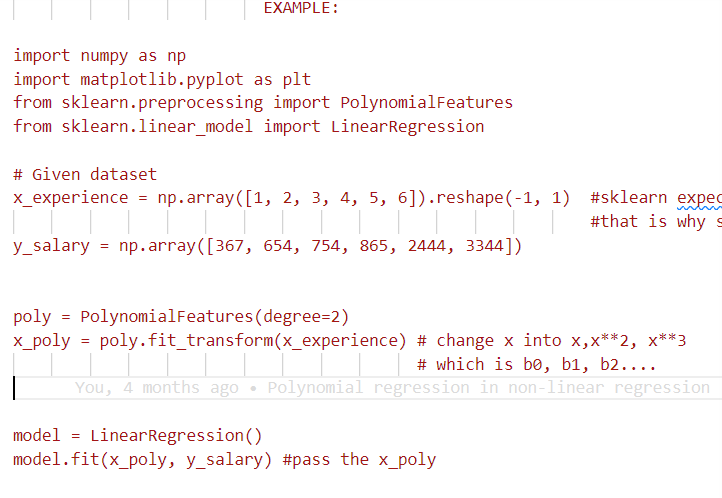 EXAMPLE:
import numpy as np
import matplotlib.pyplot as plt
from sklearn.preprocessing import PolynomialFeatures
from sklearn.linear_model import LinearRegression
# Given dataset
x_experience = np.array([1, 2, 3, 4, 5, 6]).reshape(-1, 1)  #sklearn expec
#that is why s
y_salary = np.array([367, 654, 754, 865, 2444, 3344])
poly = PolynomialFeatures(degree=2)
x_poly = poly.fit_transform(x_experience) # change x into x,x**2, x**3
# which is b0, b1, b2....
You, 4 months ago • Polynomial regression in non-linear regression
model = LinearRegression()
model.fit(x_poly, y_salary) #pass the x_poly